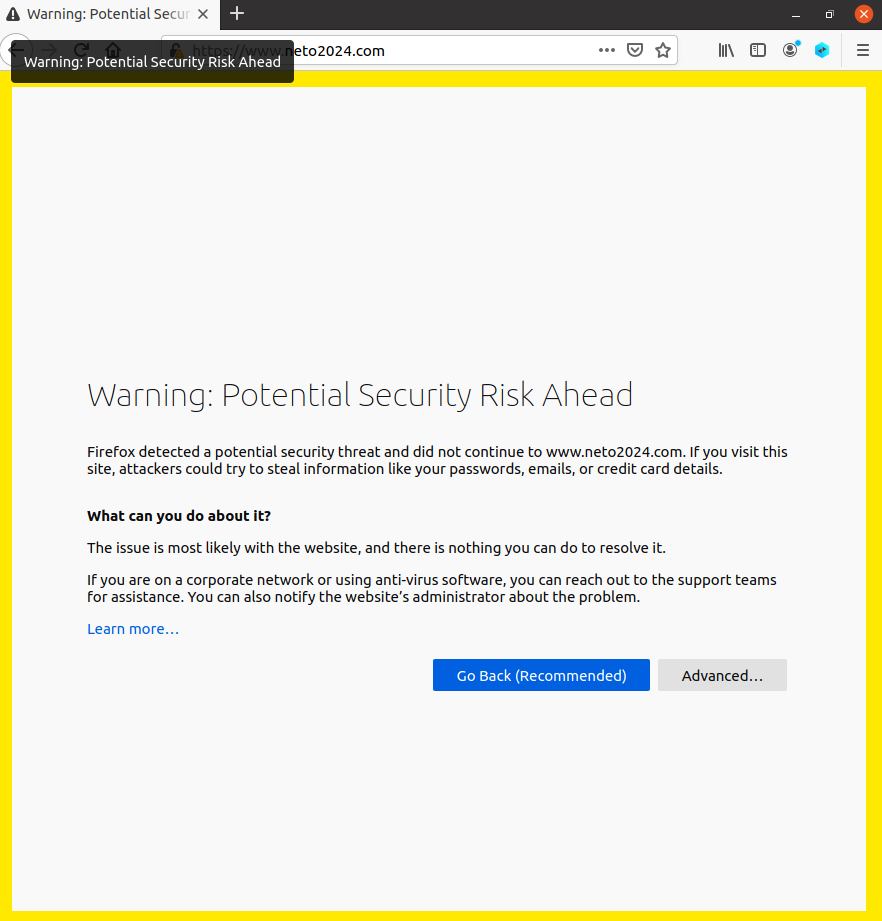 Warning: Potential Secur
https://www.neto2024.com
Warning: Potential Security Risk Ahead
Warning: Potential Security Risk Ahead
Firefox detected a potential security threat and did not continue to www.neto2024.com. If you visit this
site, attackers could try to steal information like your passwords, emails, or credit card details.
What can you do about it?
The issue is most likely with the website, and there is nothing you can do to resolve it.
If you are on a corporate network or using anti-virus software, you can reach out to the support teams
for assistance. You can also notify the website’s administrator about the problem.
Learn more…
Go Back (Recommended) Advanced…